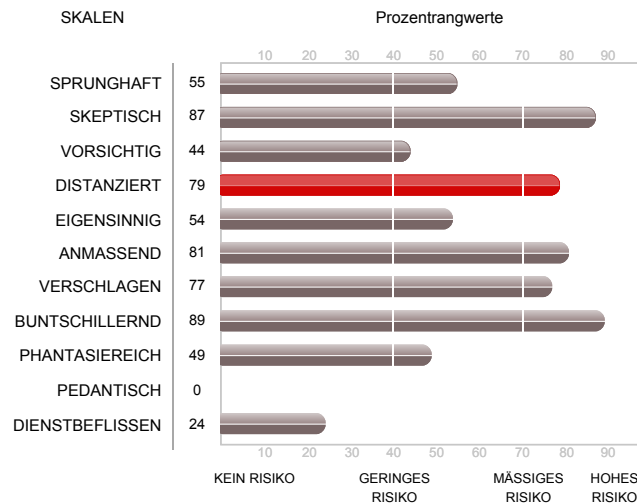 SKALEN Prozentrangwerte
10 20 30 40 50 60 70 80 90
SPRUNGHAFT 55
SKEPTISCH 87
VORSICHTIG 44
DISTANZIERT 79
EIGENSINNIG 54
ANMASSEND 81
VERSCHLAGEN 77
BUNTSCHILLERND 89
PHANTASIEREICH 49
PEDANTISCH 0
DIENSTBEFLISSEN 24
10 20 30 40 50 60 70 80 90
KEIN RISIKO GERINGES MÄSSIGES HOHES
RISIKO RISIKO RISIKO